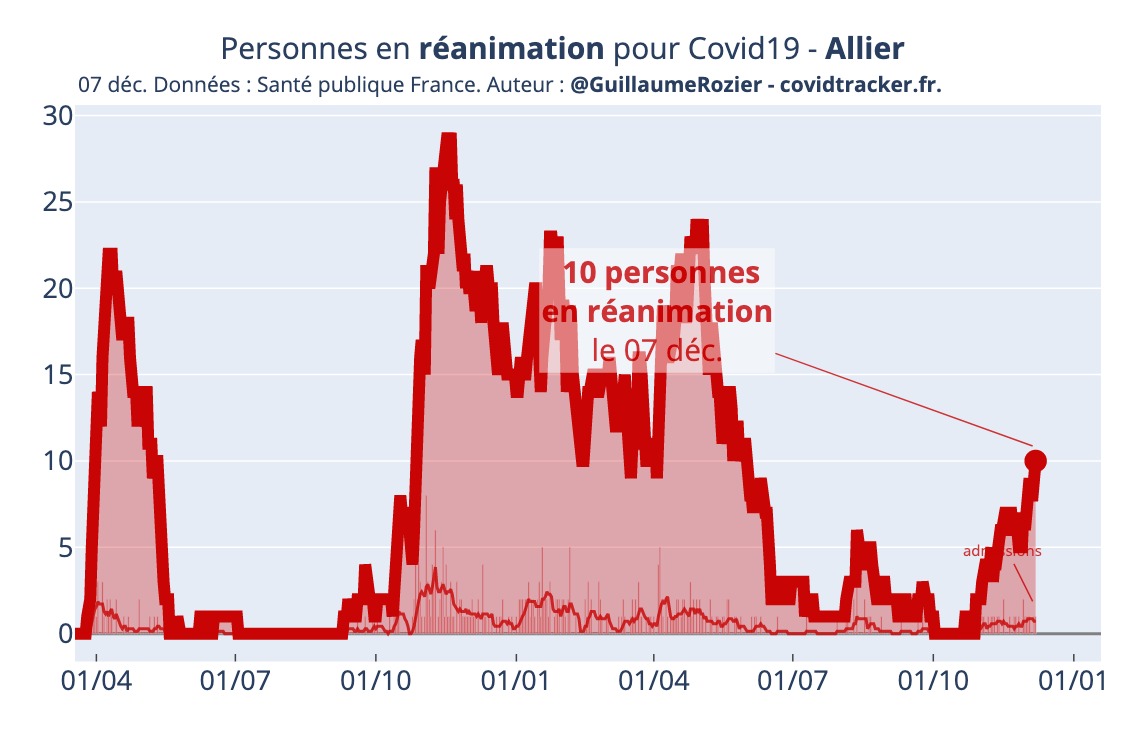 Personnes en réanimation pour Covid19 - Allier
07 déc. Données : Santé publique France. Auteur : @GuillaumeRozier - covidtracker.fr.
30
25
20
15
10
5
0
10 personnes
en réanimation
le 07 déc.
admissions
01/04 01/07 01/10 01/01 01/04 01/07 01/10 01/01